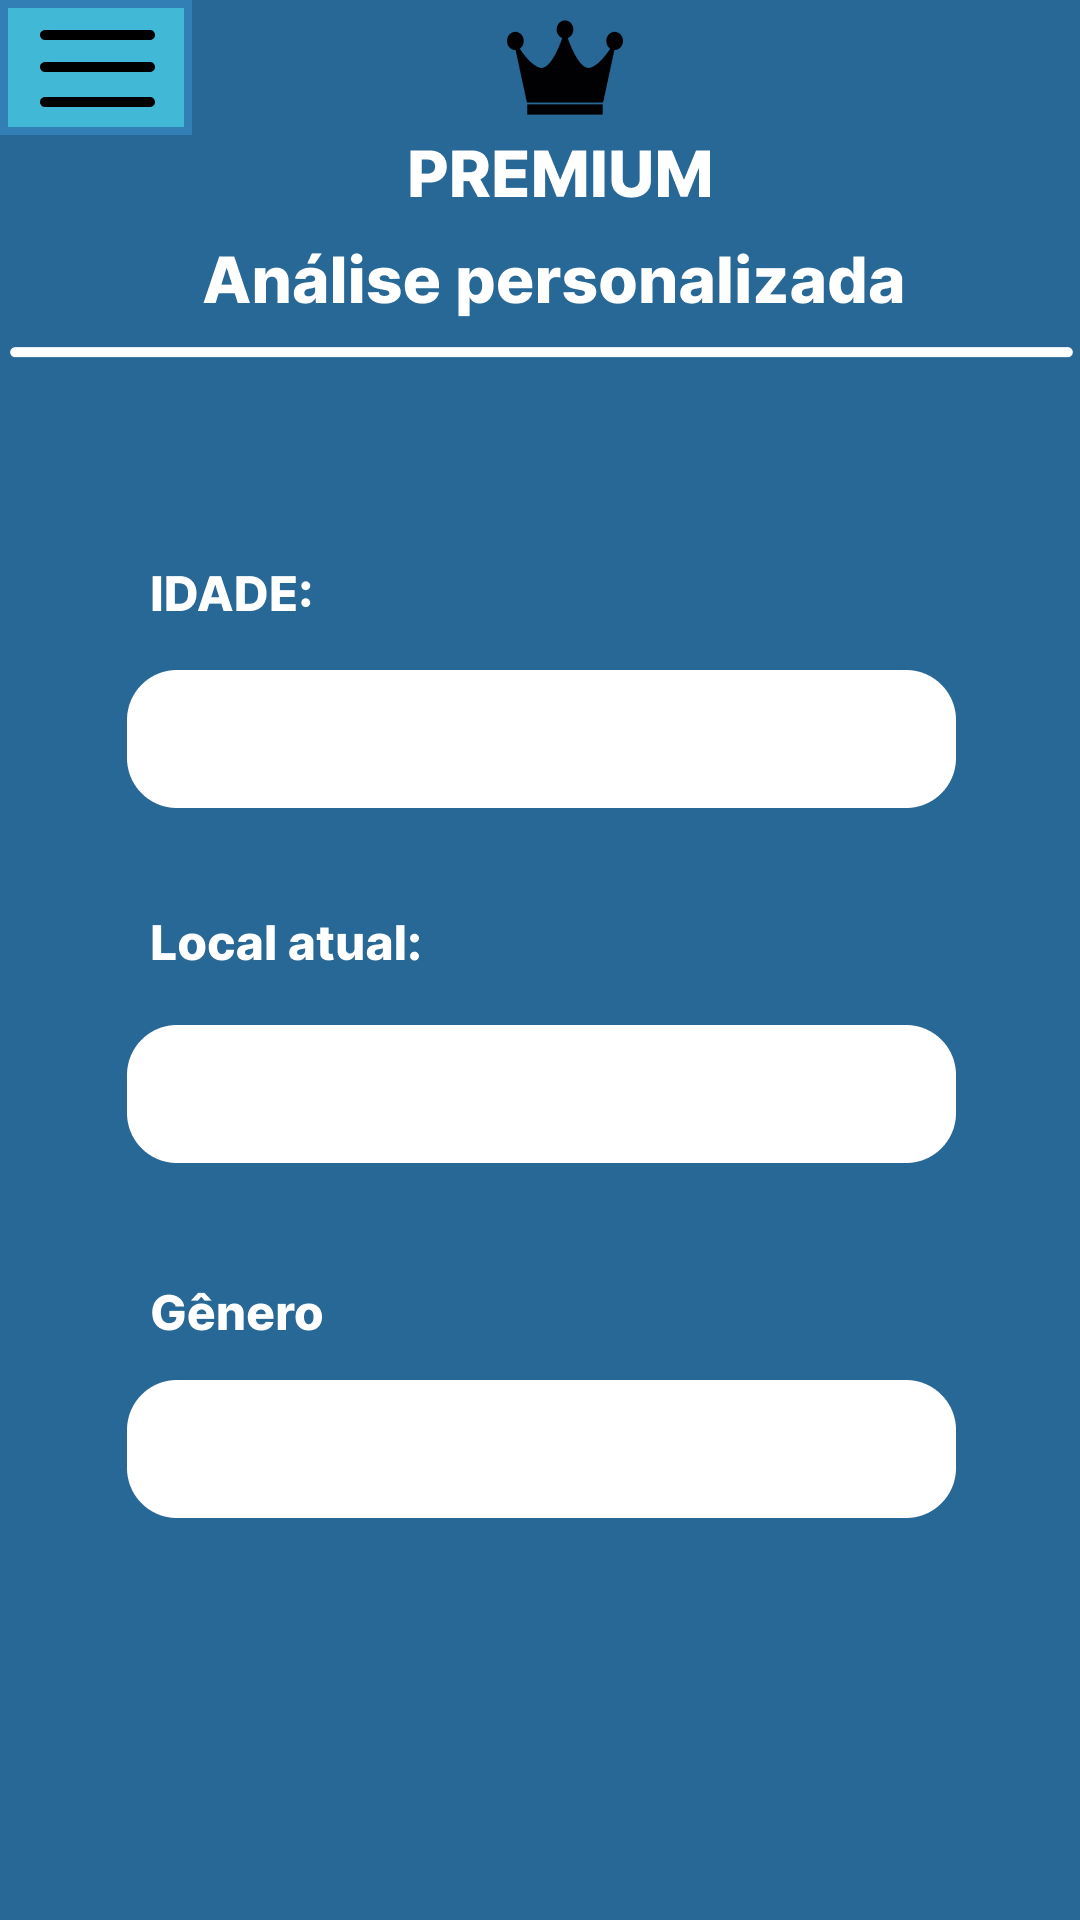 PREMIUM
Análise personalizada
IDADE:
Local atual:
Gênero